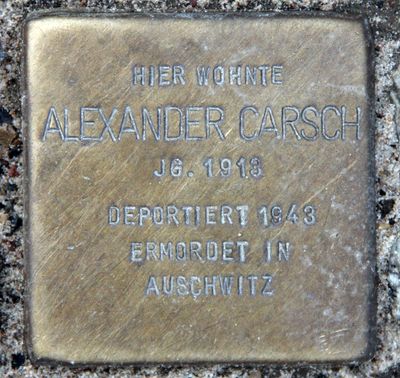 HIER WOHNTE
ALEXANDER CARSCH
JG. 1913
DEPORTIERT 1943
ERMORDET IN
AUSCHWITZ